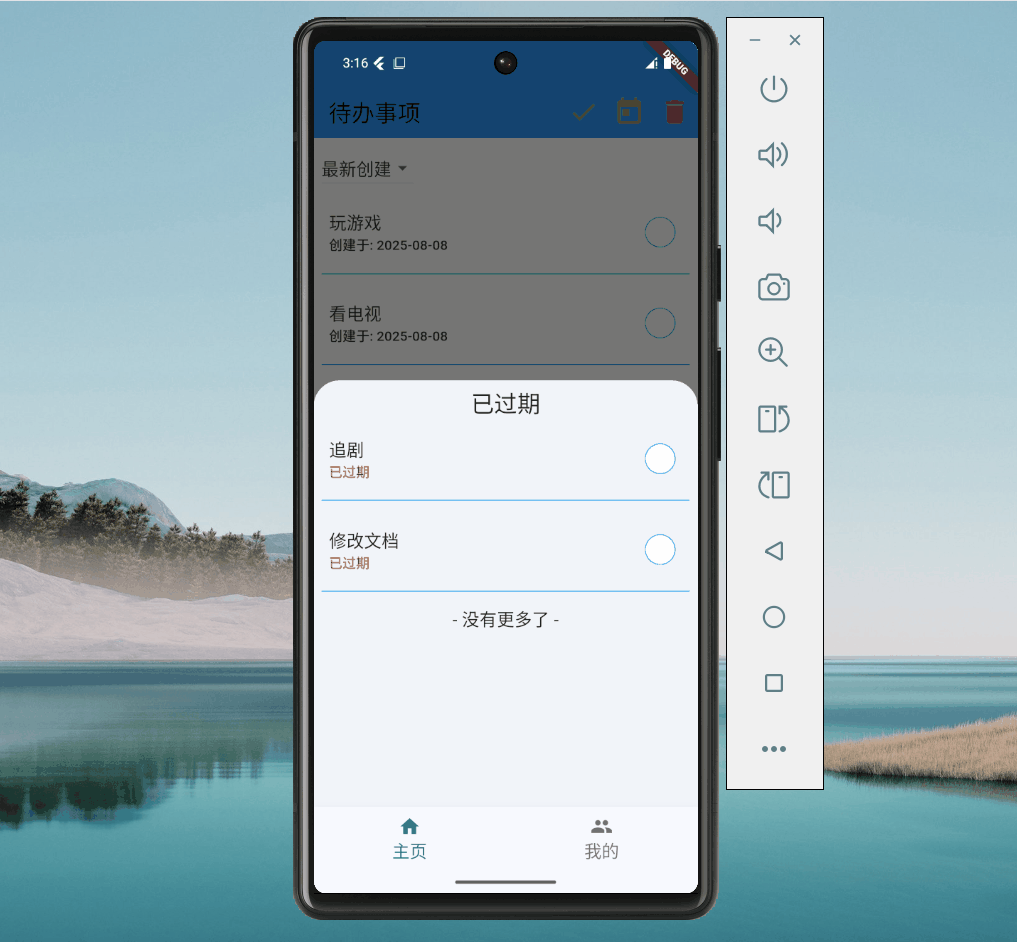 3:16
DEBUG
待办事项
最新创建
玩游戏
创建于: 2025-08-08
看电视
创建于: 2025-08-08
已过期
追剧
已过期
修改文档
已过期
- 没有更多了 -
主页
我的